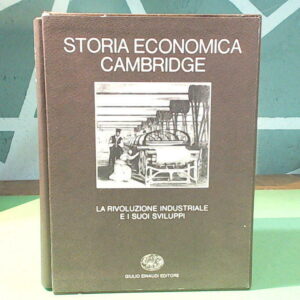 STORIA ECONOMICA
CAMBRIDGE
LA RIVOLUZIONE INDUSTRIALE
E I SUOI SVILUPPI
GIULIO EINAUDI EDITORE